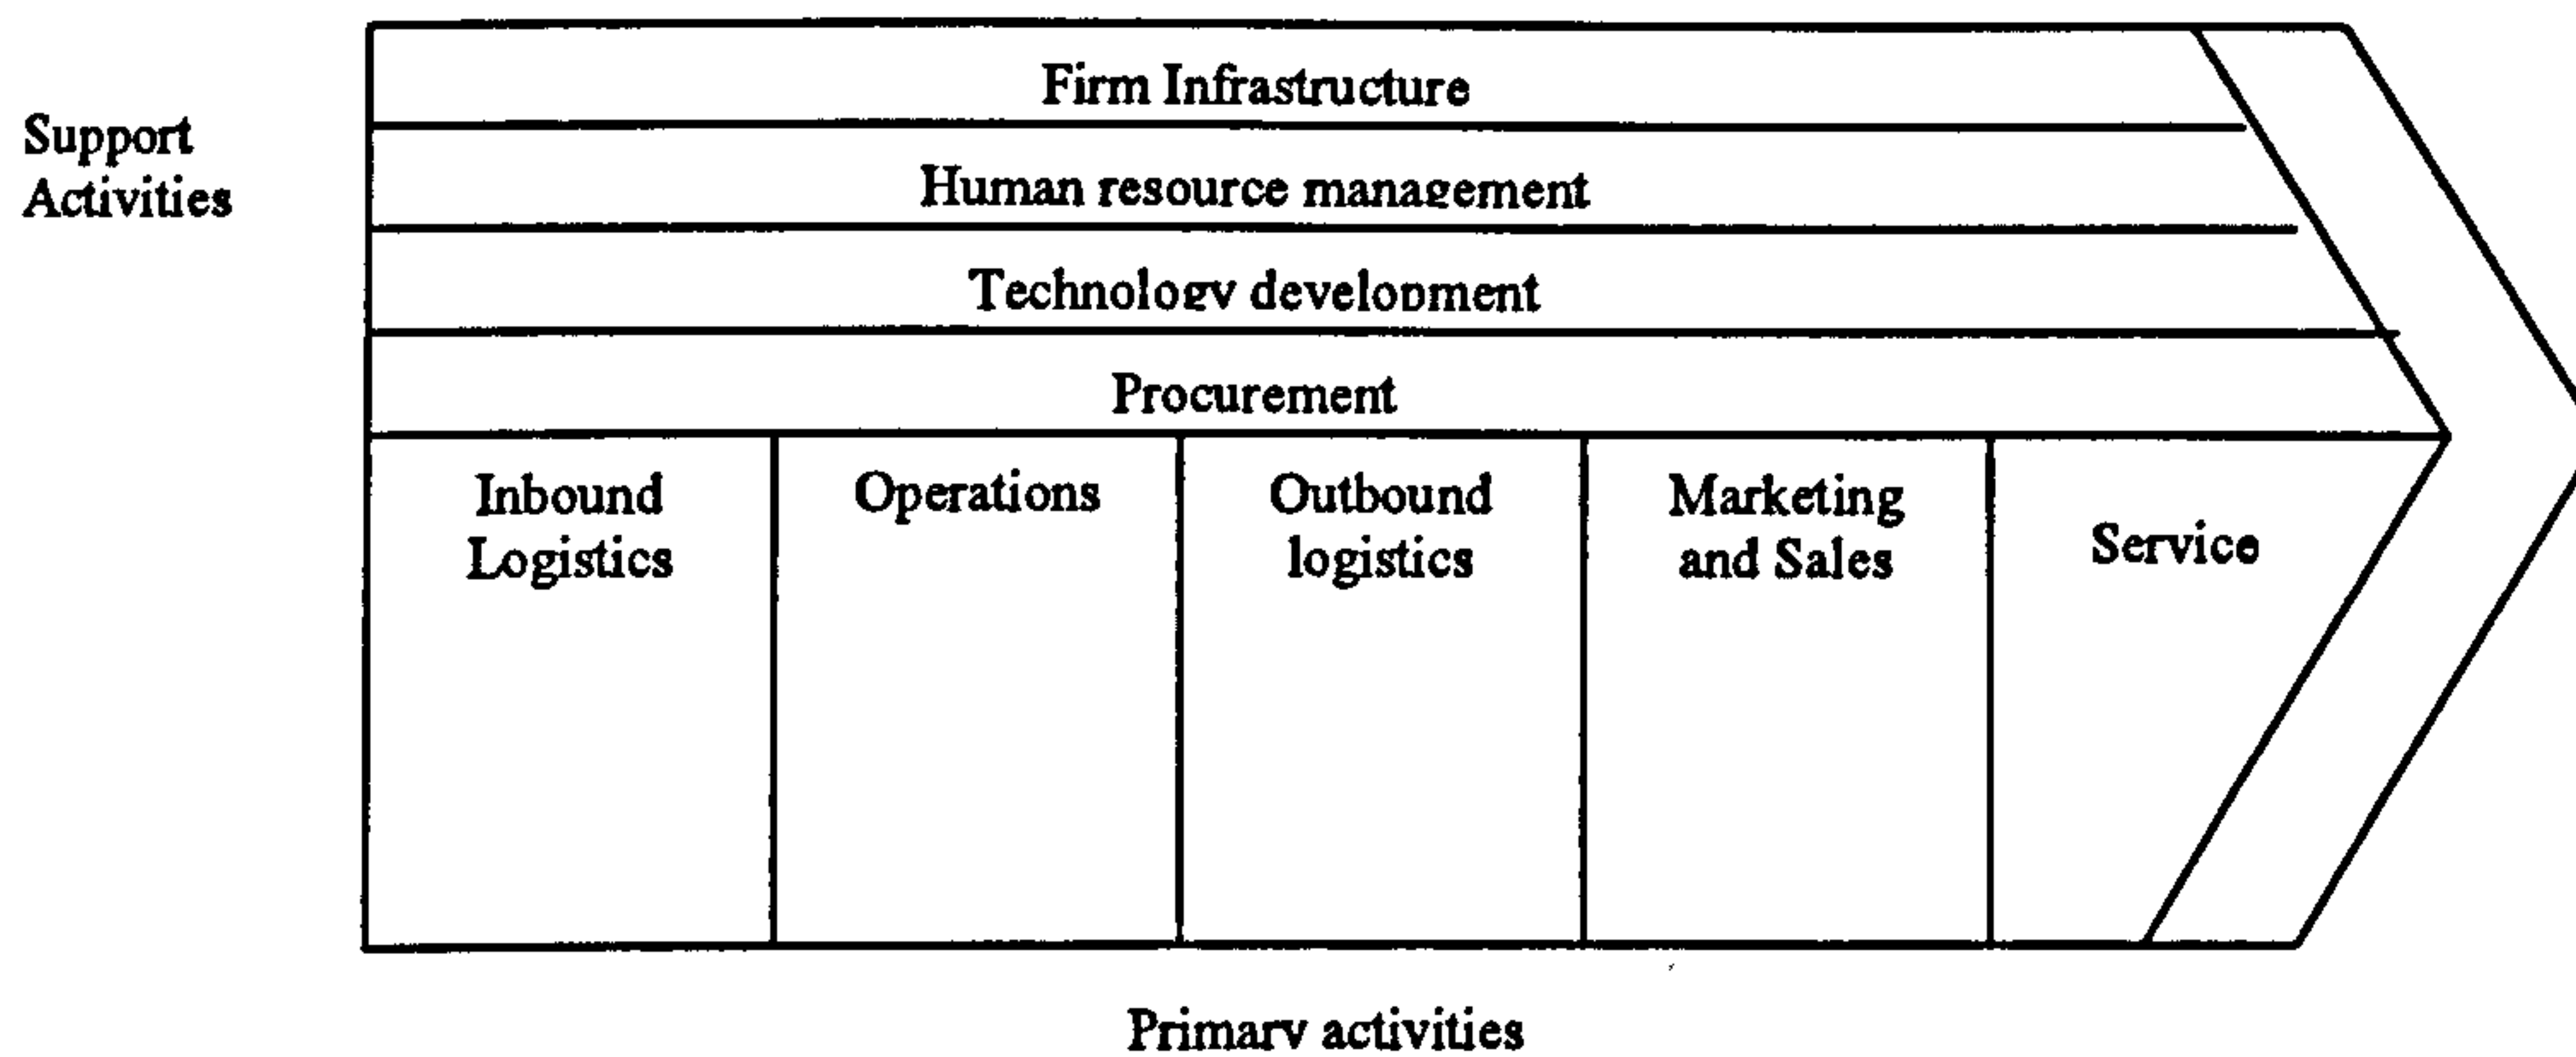 Firm Infrastructure
Support
Activities
Human resource management
Technology development
Procurement
Inbound
Logistics
Operations
Outbound
logistics
Marketing
and Sales
Service
Primary activities